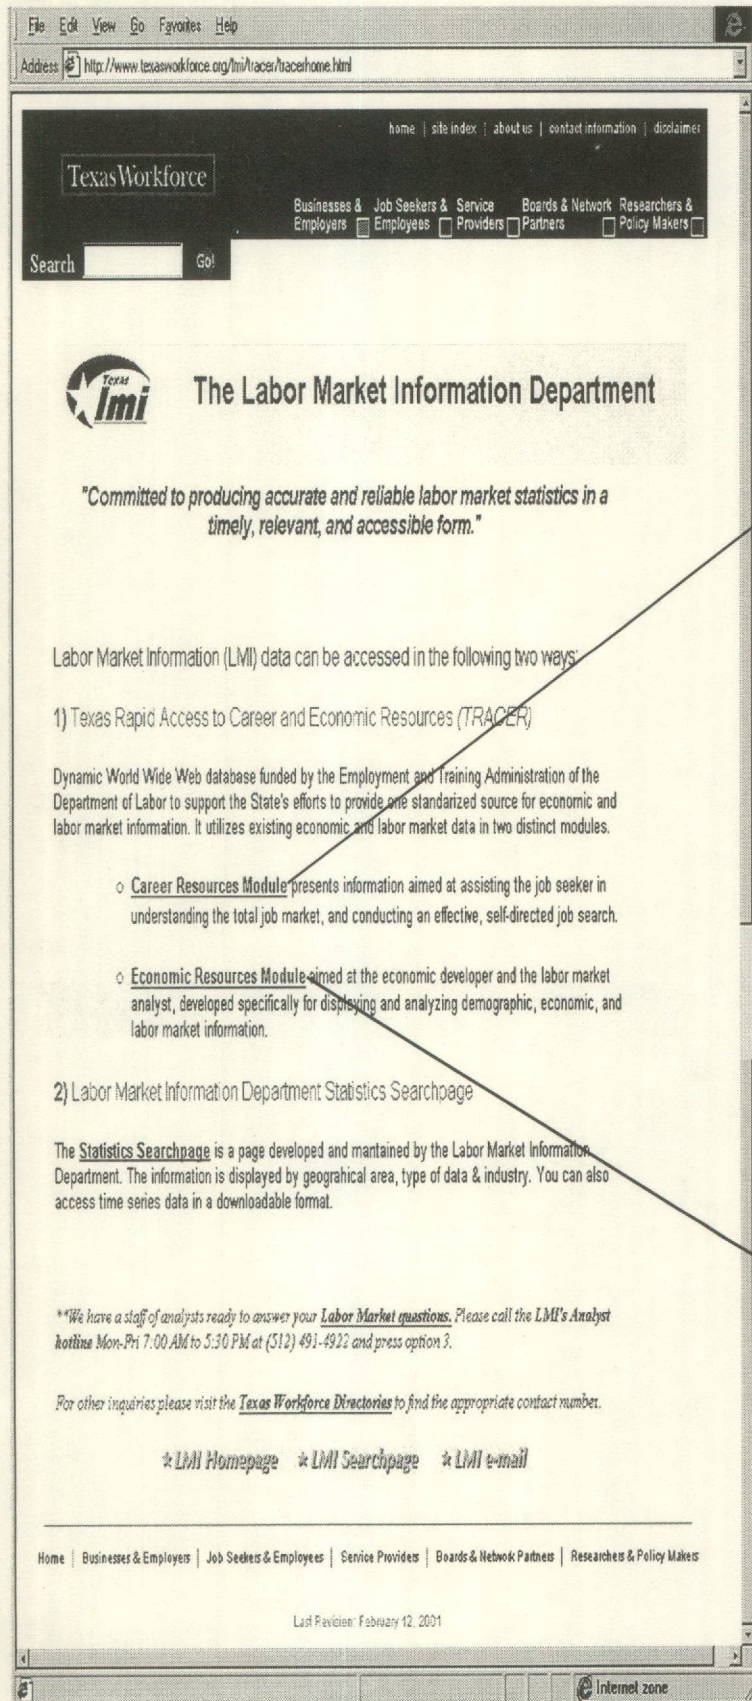 File Edit View Go Favorites Help
Address http://www.texasworkforce.org/lmi/tracer/tracerhome.html
home | site index | about us | contact information | disclaimer
TexasWorkforce
Businesses & Job Seekers & Service Boards & Network Researchers &
Employers Employees Providers Partners Policy Makers
Search Go!
Texas
lmi
The Labor Market Information Department
"Committed to producing accurate and reliable labor market statistics in a
timely, relevant, and accessible form."
Labor Market Information (LMI) data can be accessed in the following two ways:
1) Texas Rapid Access to Career and Economic Resources (TRACER)
Dynamic World Wide Web database funded by the Employment and Training Administration of the
Department of Labor to support the State's efforts to provide one standarized source for economic and
labor market information. It utilizes existing economic and labor market data in two distinct modules.
○ Career Resources Module presents information aimed at assisting the job seeker in
understanding the total job market, and conducting an effective, self-directed job search.
○ Economic Resources Module aimed at the economic developer and the labor market
analyst, developed specifically for displaying and analyzing demographic, economic, and
labor market information.
2) Labor Market Information Department Statistics Searchpage
The Statistics Searchpage is a page developed and mantained by the Labor Market Information
Department. The information is displayed by geograhical area, type of data & industry. You can also
access time series data in a downloadable format.
**We have a staff of analysts ready to answer your Labor Market questions. Please call the LMI's Analyst
hotline Mon-Fri 7:00 AM to 5:30 PM at (512) 491-4922 and press option 3.
For other inquiries please visit the Texas Workforce Directories to find the appropriate contact number.
☆ LMI Homepage ☆ LMI Searchpage ☆ LMI e-mail
Home | Businesses & Employers | Job Seekers & Employees | Service Providers | Boards & Network Partners | Researchers & Policy Makers
Last Revision: February 12, 2001
Internet zone